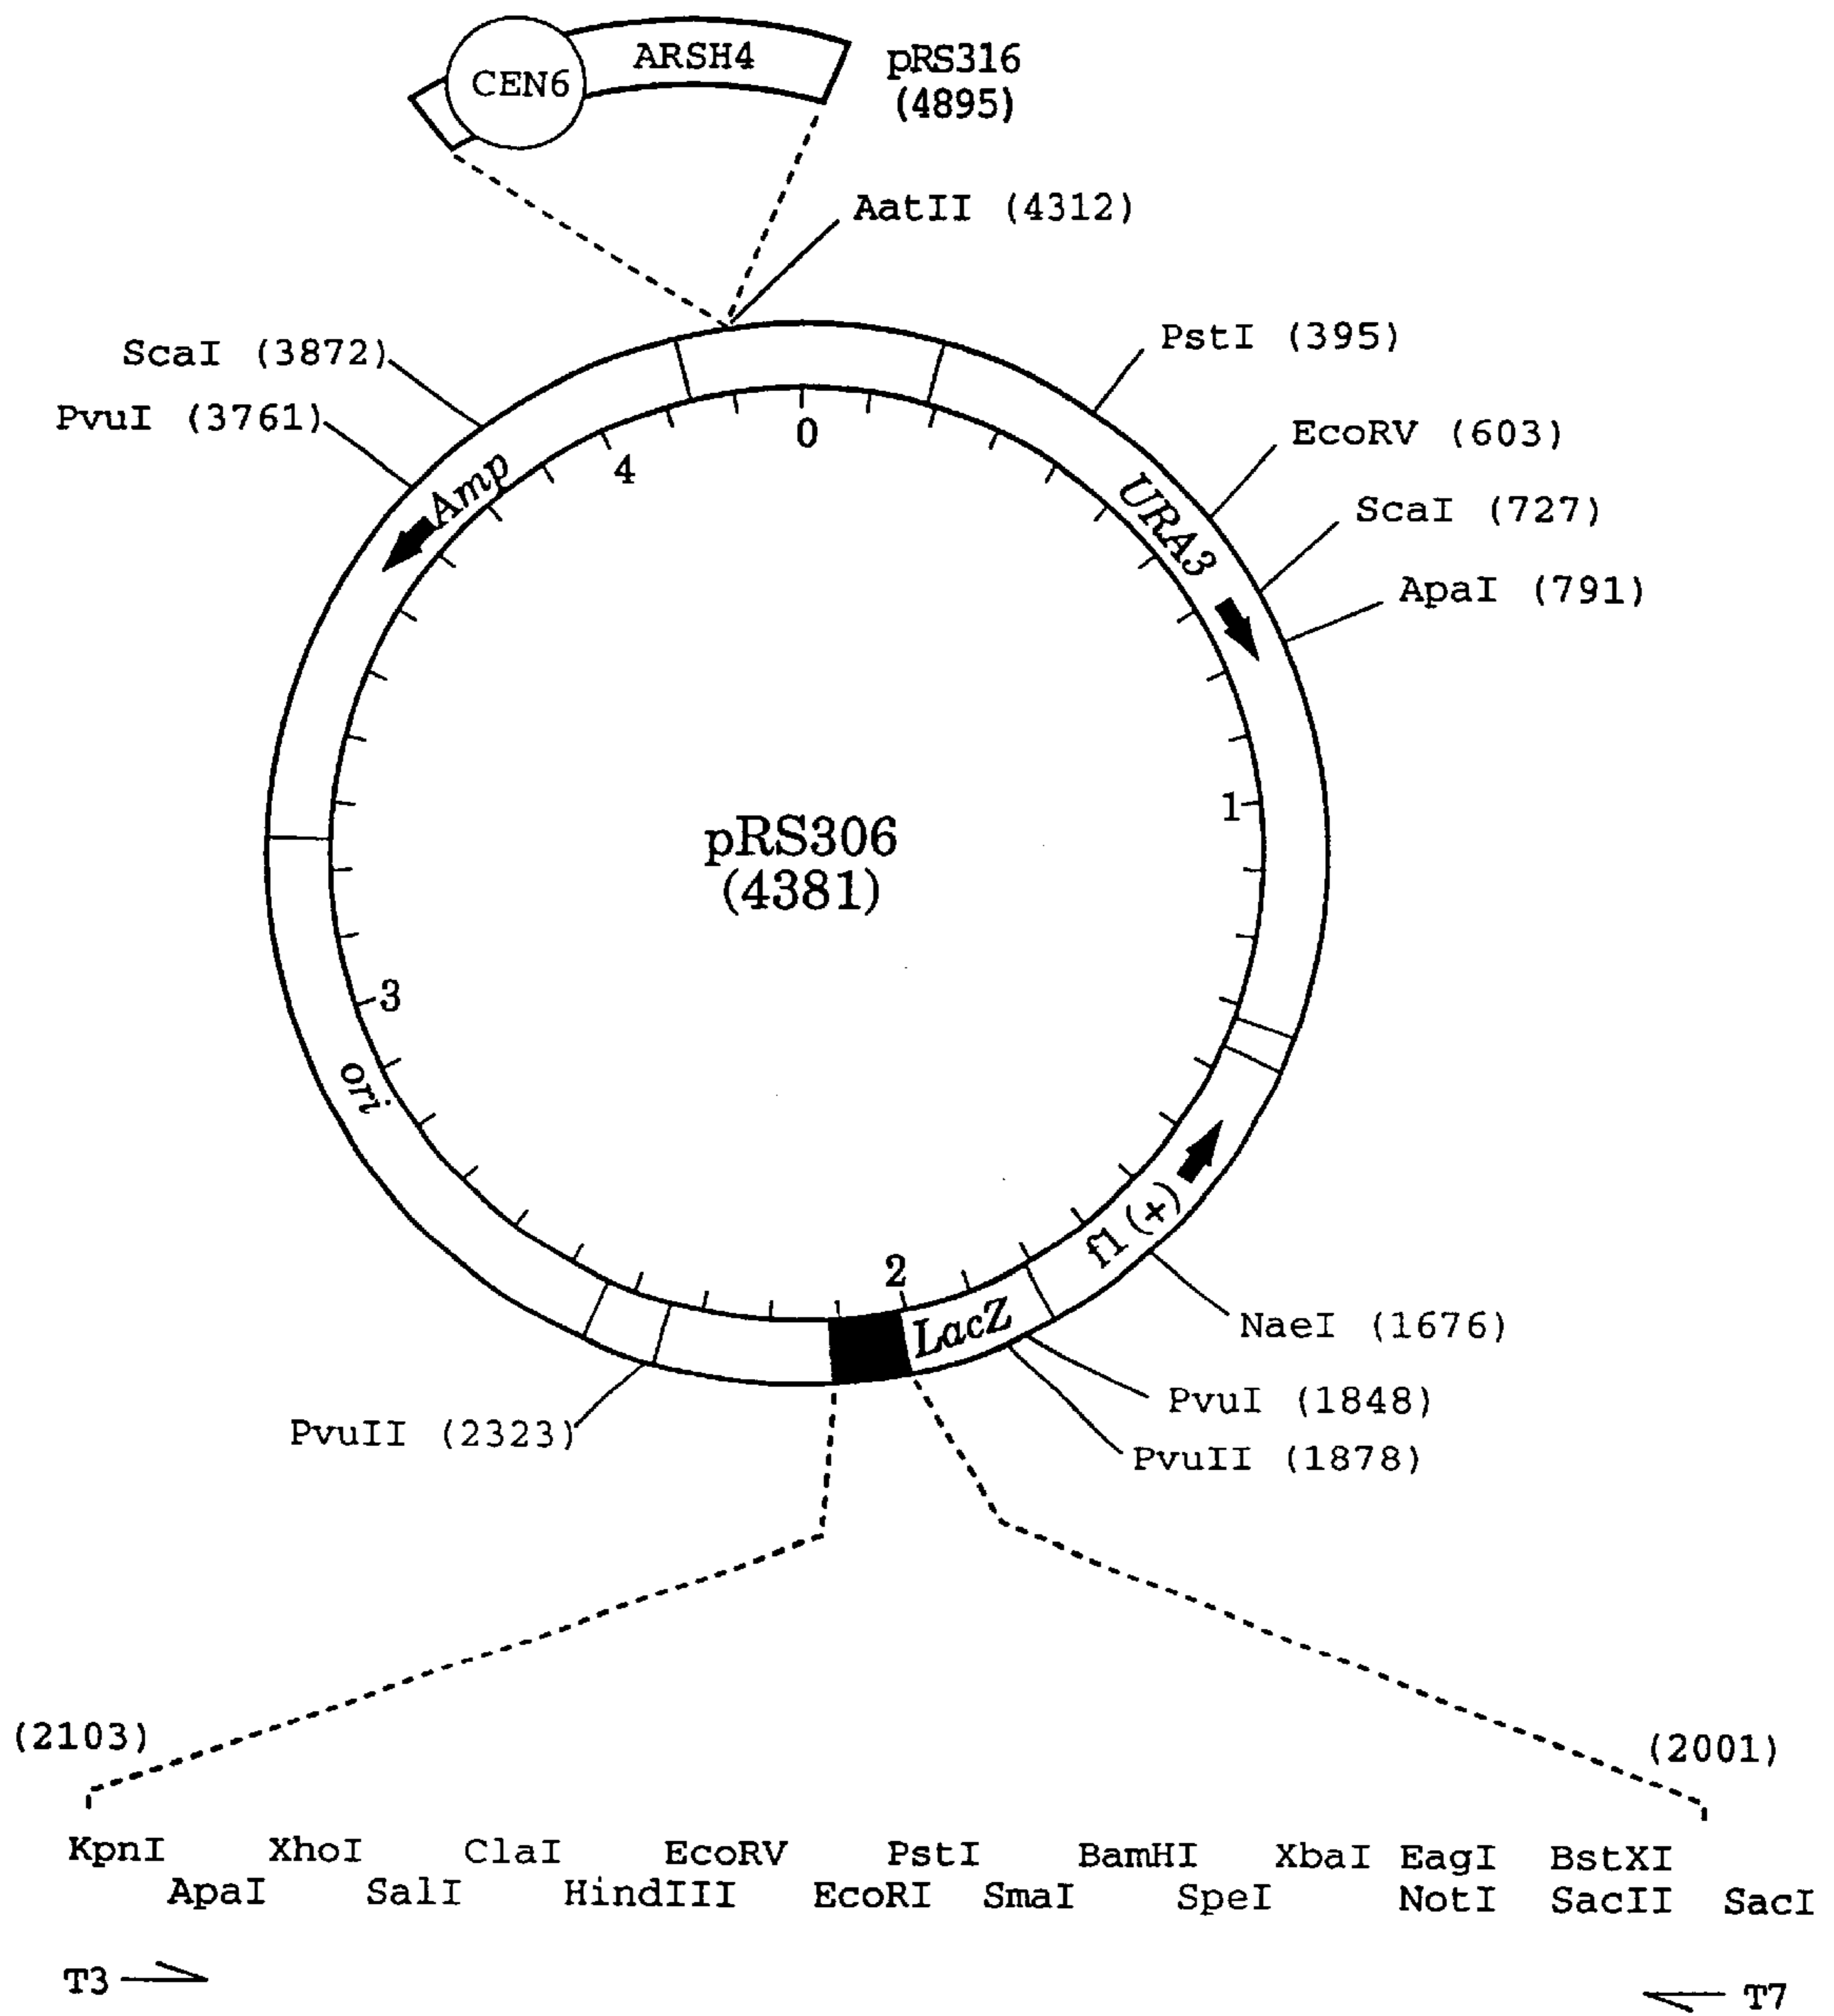 CEN6
ARSH4
pRS316
(4895)
AatII (4312)
ScaI (3872)
PvuI (3761)
PstI (395)
EcoRV (603)
ScaI (727)
ApaI (791)
Amp
URA3
0
4
1
pRS306
(4381)
3
ori
2
LacZ
f1 (+)
NaeI (1676)
PvuI (1848)
PvuII (1878)
PvuII (2323)
(2103)
(2001)
KpnI XhoI ClaI EcoRV PstI BamHI XbaI EagI BstXI
ApaI SalI HindIII EcoRI SmaI SpeI NotI SacII SacI
T3
T7